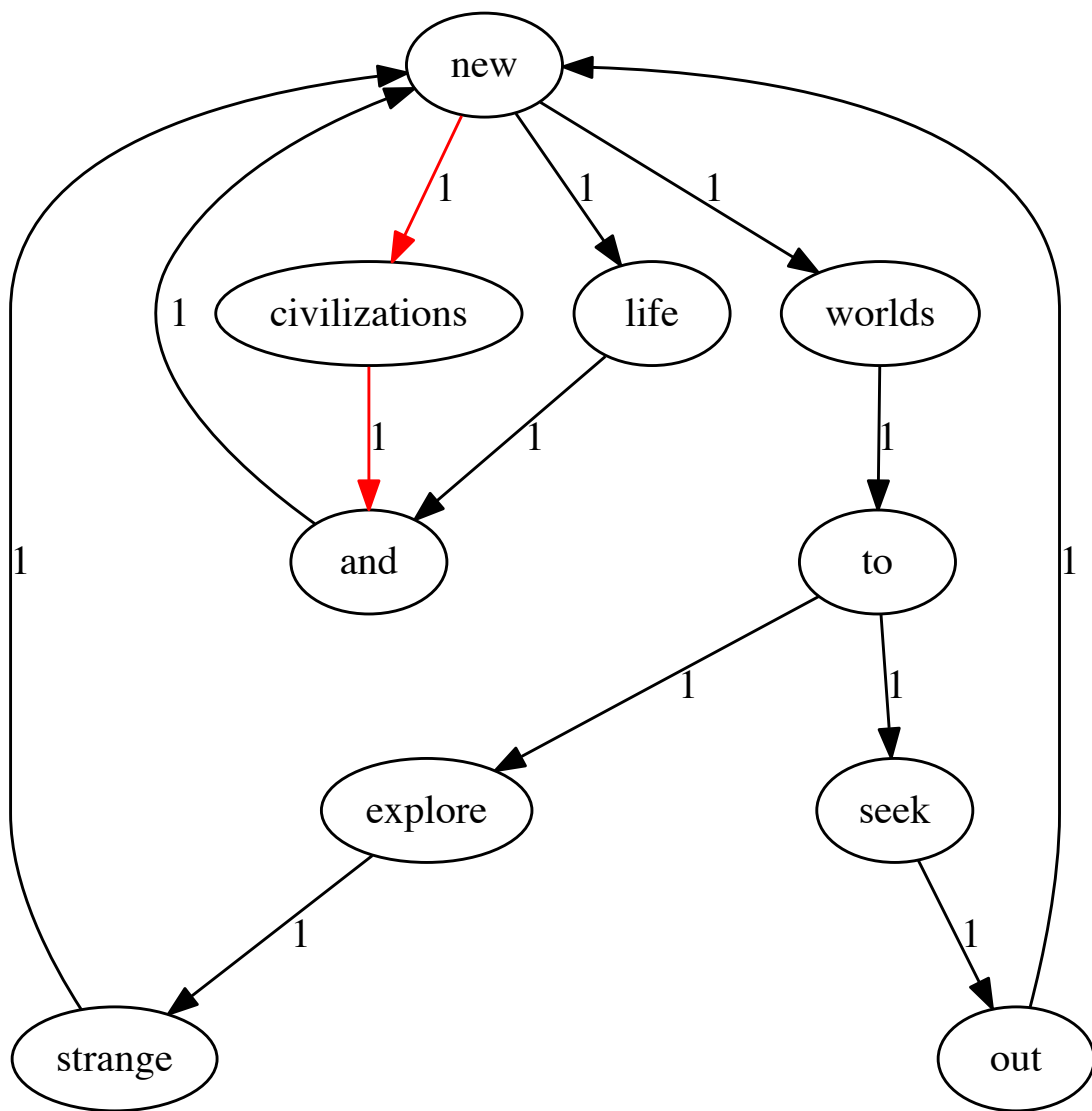 new
1 1 1
civilizations life worlds
1
1 1 1
and to
1 1
1 1
explore seek
1 1
strange out